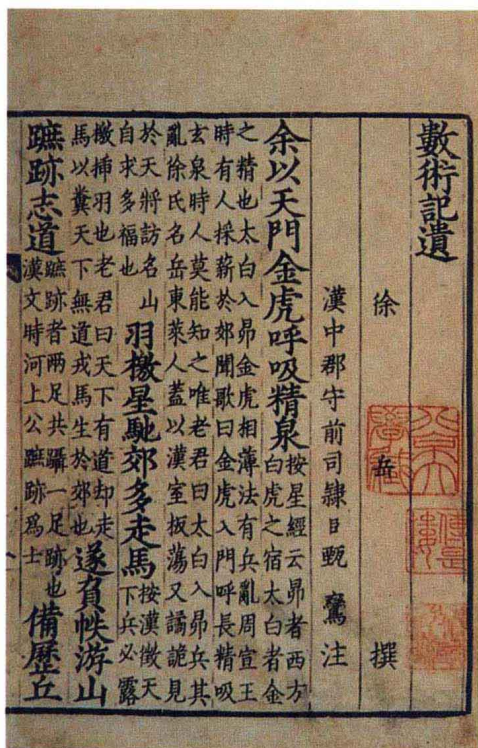 數術記遺
徐岳撰
漢中郡守前司隸日甄鸞注
余以天門金虎呼吸精泉
按星經云昴者西方
白虎之宿太白者金
之精也太白入昴金虎相薄法有兵亂周宣王
時有人採薪於郊聞歌曰金虎入門呼長精吸
玄泉時人莫能知之唯老君曰太白入昴兵其
亂徐氏名岳東萊人蓋以漢室板蕩又譎詭見
於天將訪名山
自求多福也
羽檄星馳郊多走馬
按漢徵天
下兵必露
檄插羽也老君曰天下有道却走
馬以糞天下無道戎馬生於郊也
遂負帙游山
蹠跡志道
蹠跡者兩足共躡一足跡也
漢文時河上公蹠跡爲士
備歷丘